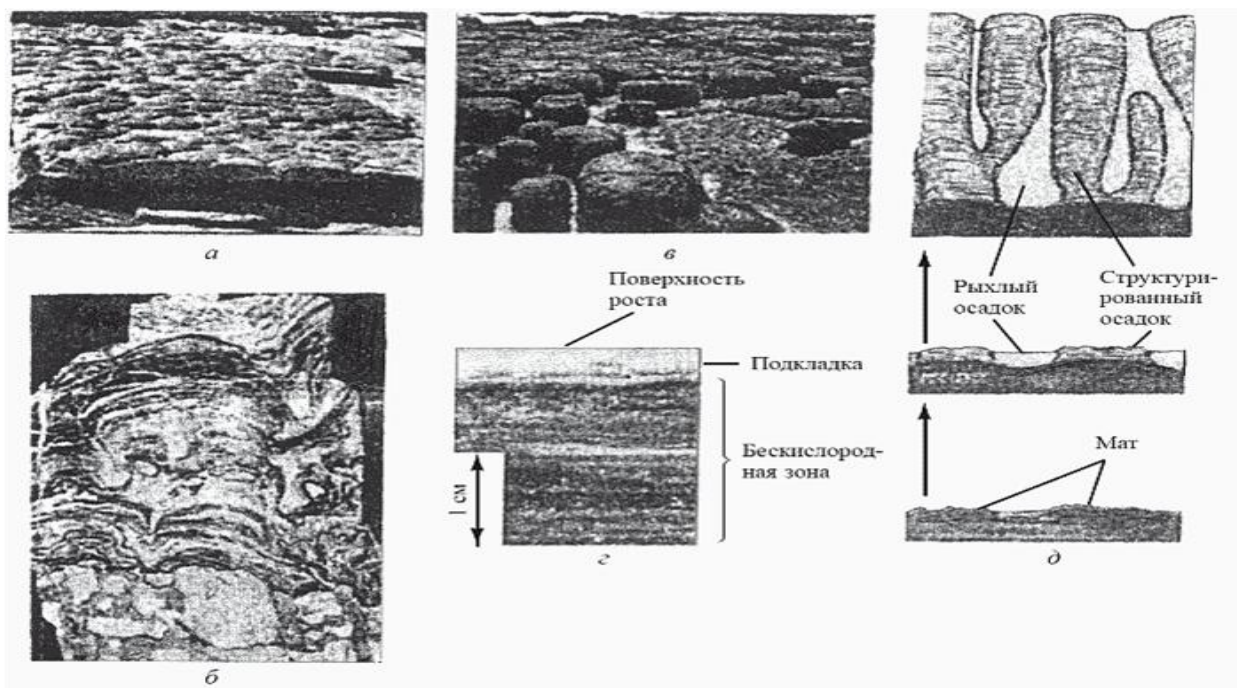 а
в
Рыхлый
осадок
Структури-
рованный
осадок
Поверхность
роста
Подкладка
Бескислород-
ная зона
1 см
г
Мат
д
б